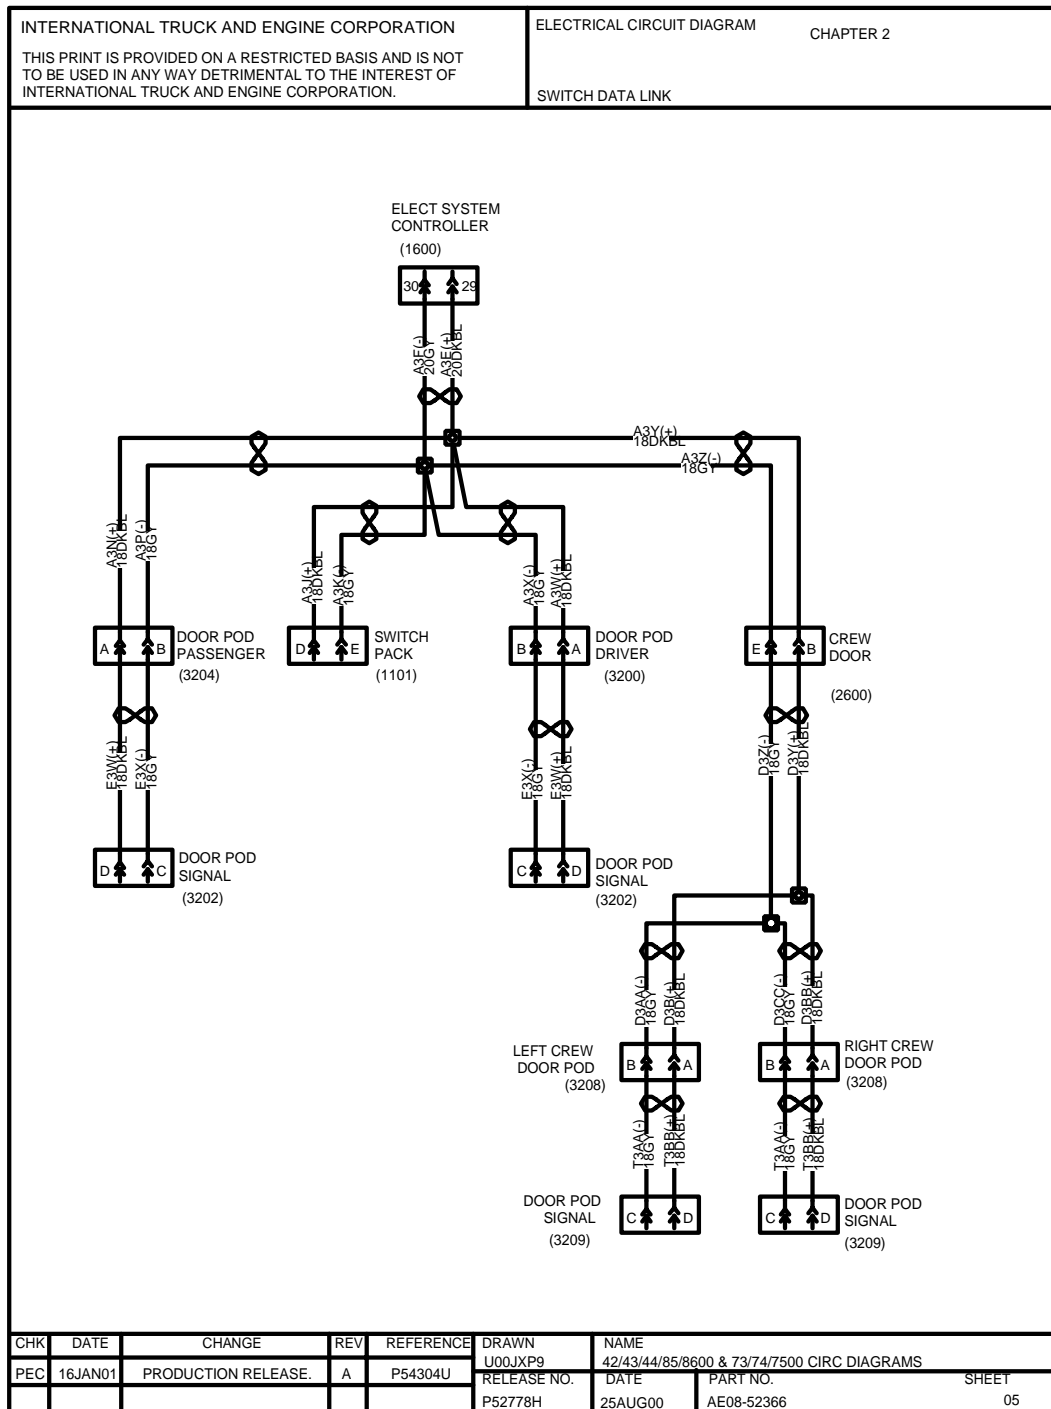 INTERNATIONAL TRUCK AND ENGINE CORPORATION
THIS PRINT IS PROVIDED ON A RESTRICTED BASIS AND IS NOT
TO BE USED IN ANY WAY DETRIMENTAL TO THE INTEREST OF
INTERNATIONAL TRUCK AND ENGINE CORPORATION.
ELECTRICAL CIRCUIT DIAGRAM
CHAPTER 2
SWITCH DATA LINK
ELECT SYSTEM
CONTROLLER
(1600)
30
29
A3F(-)
20GY
A3E(+)
20DKBL
A3Y(+)
18DKBL
A3Z(-)
18GY
A3N(+)
18DKBL
A3P(-)
18GY
A3J(+)
18DKBL
A3K(-)
18GY
A3X(-)
18GY
A3W(+)
18DKBL
A
B
DOOR POD
PASSENGER
(3204)
D
E
SWITCH
PACK
(1101)
B
A
DOOR POD
DRIVER
(3200)
E
B
CREW
DOOR
(2600)
E3W(+)
18DKBL
E3X(-)
18GY
E3X(-)
18GY
E3W(+)
18DKBL
D3Z(-)
18GY
D3Y(+)
18DKBL
D
C
DOOR POD
SIGNAL
(3202)
C
D
DOOR POD
SIGNAL
(3202)
D3AA(-)
18GY
D3B(+)
18DKBL
D3CC(-)
18GY
D3BB(+)
18DKBL
LEFT CREW
DOOR POD
(3208)
B
A
B
A
RIGHT CREW
DOOR POD
(3208)
T3AA(-)
18GY
T3BB(+)
18DKBL
T3AA(-)
18GY
T3BB(+)
18DKBL
DOOR POD
SIGNAL
(3209)
C
D
C
D
DOOR POD
SIGNAL
(3209)
CHK DATE CHANGE REV REFERENCE
PEC 16JAN01 PRODUCTION RELEASE. A P54304U
DRAWN
U00JXP9
NAME
42/43/44/85/8600 & 73/74/7500 CIRC DIAGRAMS
RELEASE NO.
P52778H
DATE
25AUG00
PART NO.
AE08-52366
SHEET
05